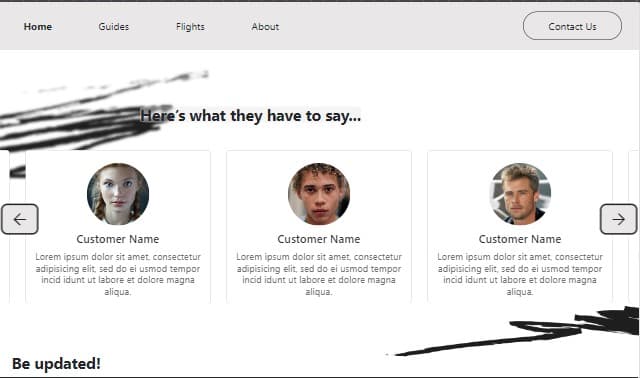 Home Guides Flights About Contact Us
Here's what they have to say...
Customer Name Customer Name Customer Name
Lorem ipsum dolor sit amet, consectetur Lorem ipsum dolor sit amet, consectetur Lorem ipsum dolor sit amet, consectetur
adipisicing elit, sed do ei usmod tempor adipisicing elit, sed do ei usmod tempor adipisicing elit, sed do ei usmod tempor
incid idunt ut labore et dolore magna incid idunt ut labore et dolore magna incid idunt ut labore et dolore magna
aliqua. aliqua. aliqua.
Be updated!